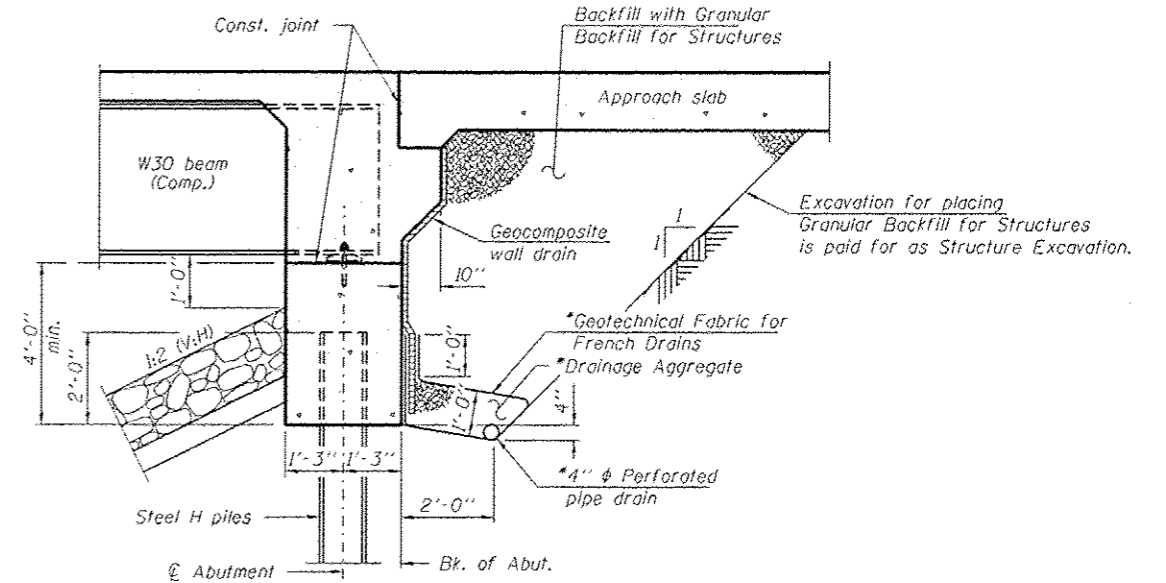 Const. joint
Backfill with Granular
Backfill for Structures
Approach slab
W30 beam
(Comp.)
Excavation for placing
Granular Backfill for Structures
is paid for as Structure Excavation.
1
1
Geocomposite
wall drain
10"
1'-0"
4'-0"
min.
2'-0"
1:2 (V:H)
*Geotechnical Fabric for
French Drains
*Drainage Aggregate
1'-0"
1'-0"
4"
1'-3"
1'-3"
*4" ϕ Perforated
pipe drain
2'-0"
Steel H piles
Bk. of Abut.
℄ Abutment